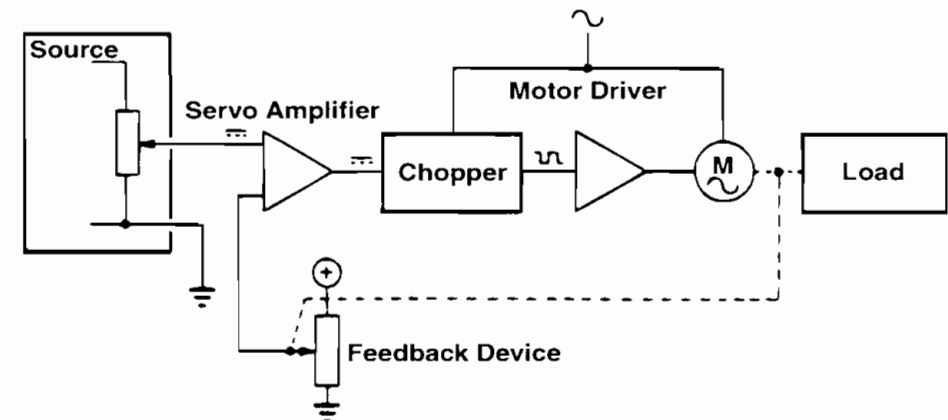 Source
Servo Amplifier
Motor Driver
Chopper
M
Load
+
Feedback Device